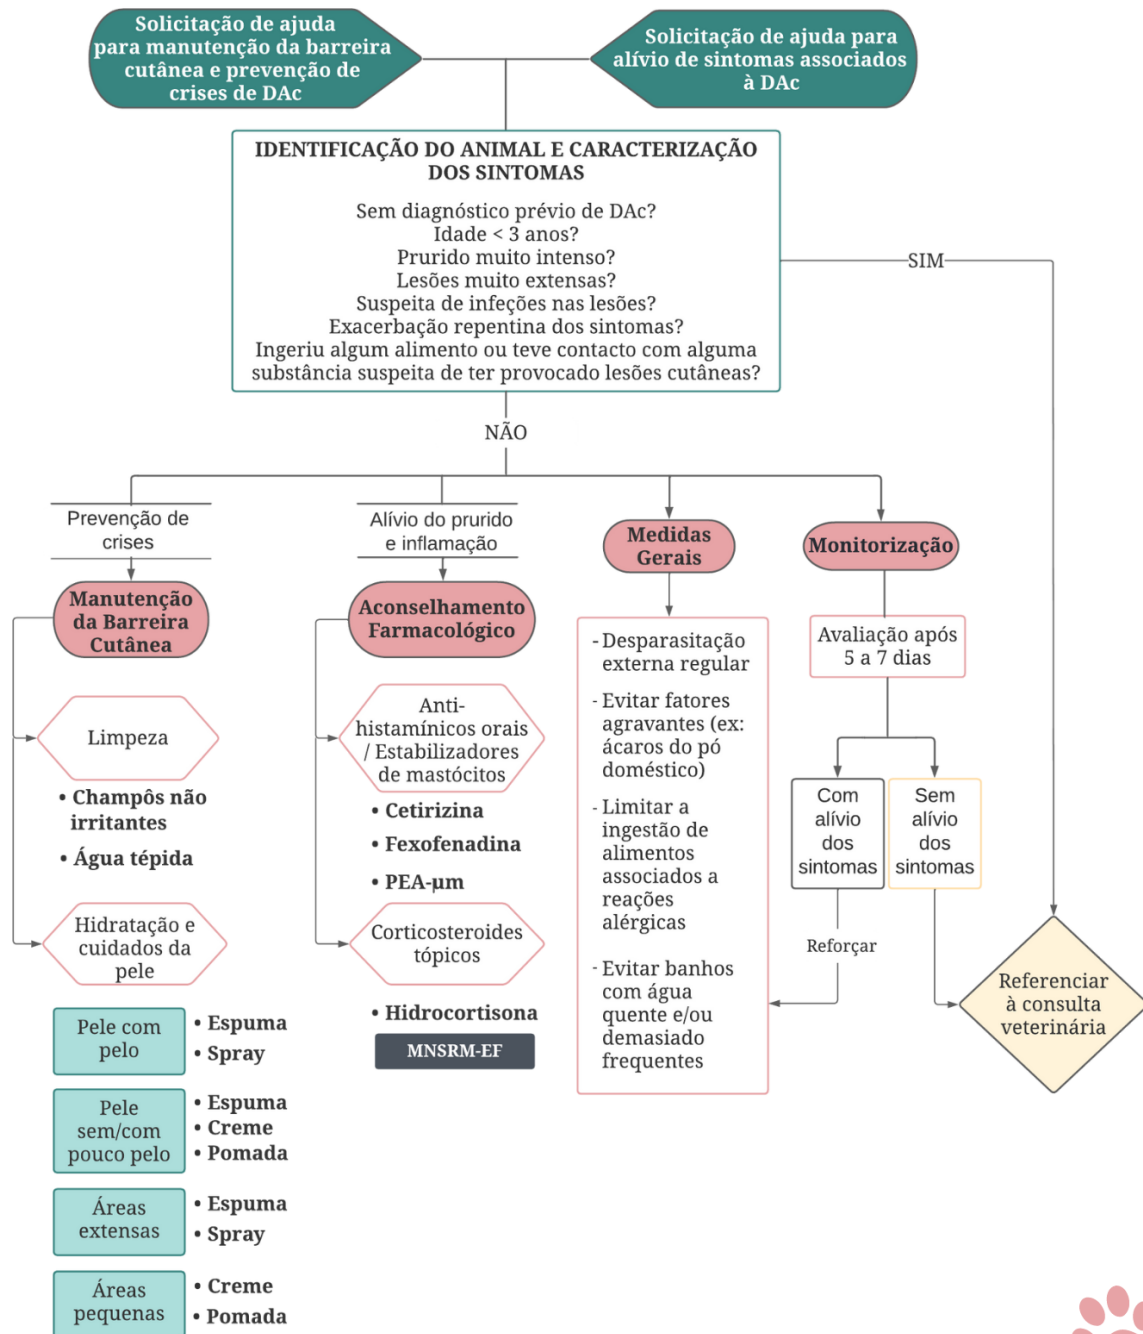 Solicitação de ajuda
para manutenção da barreira
cutânea e prevenção de
crises de DAc
Solicitação de ajuda para
alívio de sintomas associados
à DAc
IDENTIFICAÇÃO DO ANIMAL E CARACTERIZAÇÃO
DOS SINTOMAS
Sem diagnóstico prévio de DAc?
Idade < 3 anos?
Prurido muito intenso?
Lesões muito extensas?
Suspeita de infeções nas lesões?
Exacerbação repentina dos sintomas?
Ingeriu algum alimento ou teve contacto com alguma
substância suspeita de ter provocado lesões cutâneas?
SIM
NÃO
Prevenção de
crises
Manutenção
da Barreira
Cutânea
Limpeza
• Champôs não
irritantes
• Água tépida
Hidratação e
cuidados da
pele
Pele com
pelo
• Espuma
• Spray
Pele
sem/com
pouco pelo
• Espuma
• Creme
• Pomada
Áreas
extensas
• Espuma
• Spray
Áreas
pequenas
• Creme
• Pomada
Alívio do prurido
e inflamação
Aconselhamento
Farmacológico
Anti-
histamínicos orais
/ Estabilizadores
de mastócitos
• Cetirizina
• Fexofenadina
• PEA-µm
Corticosteroides
tópicos
• Hidrocortisona
MNSRM-EF
Medidas
Gerais
- Desparasitação
externa regular
- Evitar fatores
agravantes (ex:
ácaros do pó
doméstico)
- Limitar a
ingestão de
alimentos
associados a
reações
alérgicas
- Evitar banhos
com água
quente e/ou
demasiado
frequentes
Monitorização
Avaliação após
5 a 7 dias
Com
alívio
dos
sintomas
Sem
alívio
dos
sintomas
Reforçar
Referenciar
à consulta
veterinária